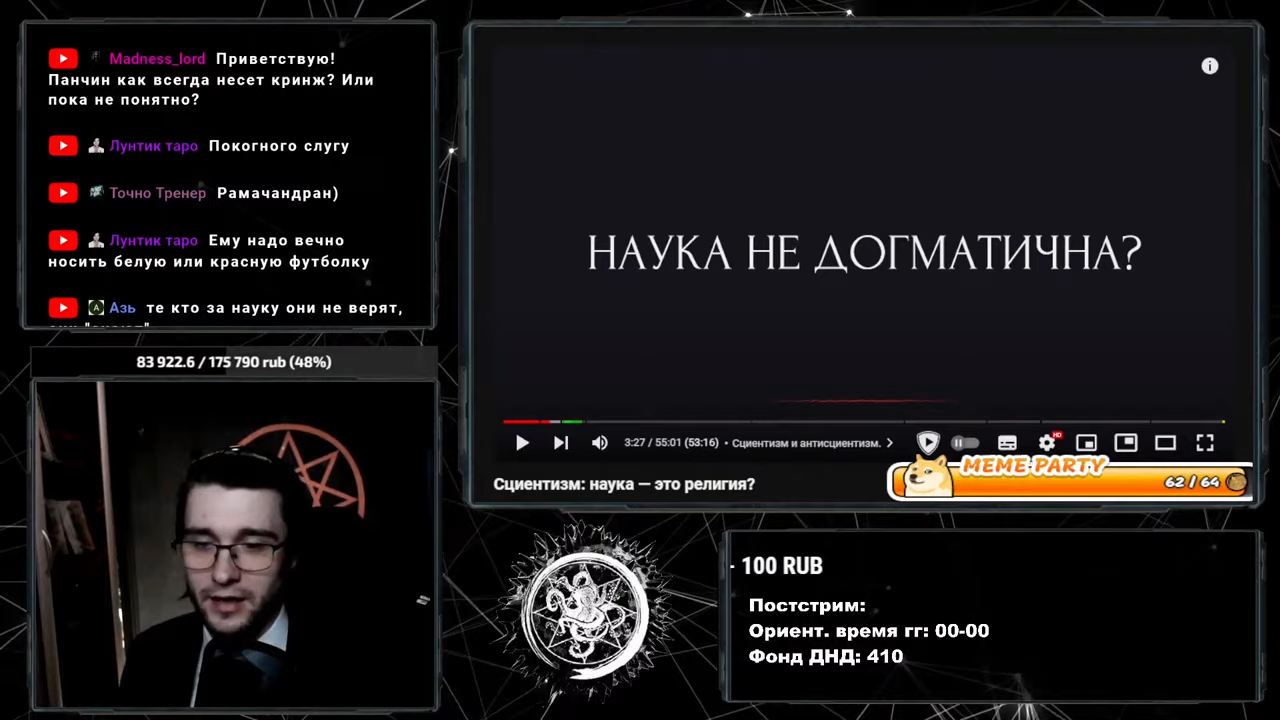 Madness_lord Приветствую!
Панчин как всегда несет кринж? Или
пока не понятно?
Лунтик таро Покогного слугу
Точно Тренер Рамачандран)
Лунтик таро Ему надо вечно
носить белую или красную футболку
Азь те кто за науку они не верят,
83 922.6 / 175 790 rub (48%)
НАУКА НЕ ДОГМАТИЧНА?
3:27 / 55:01 (53:16) • Сциентизм и антисциентизм.
HD
MEME PARTY
62 / 64
Сциентизм: наука — это религия?
- 100 RUB
Постстрим:
Ориент. время гг: 00-00
Фонд ДНД: 410